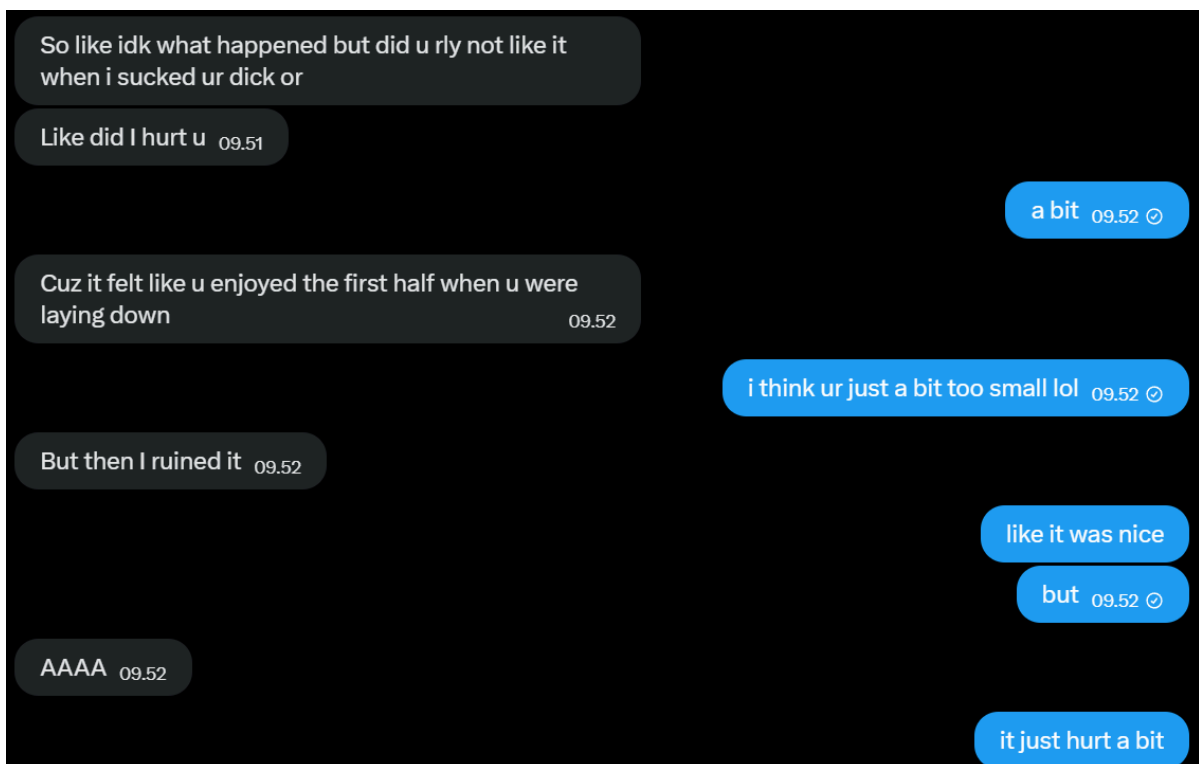 So like idk what happened but did u rly not like it
when i sucked ur dick or
Like did I hurt u 09.51
a bit 09.52
Cuz it felt like u enjoyed the first half when u were
laying down 09.52
i think ur just a bit too small lol 09.52
But then I ruined it 09.52
like it was nice
but 09.52
AAAA 09.52
it just hurt a bit